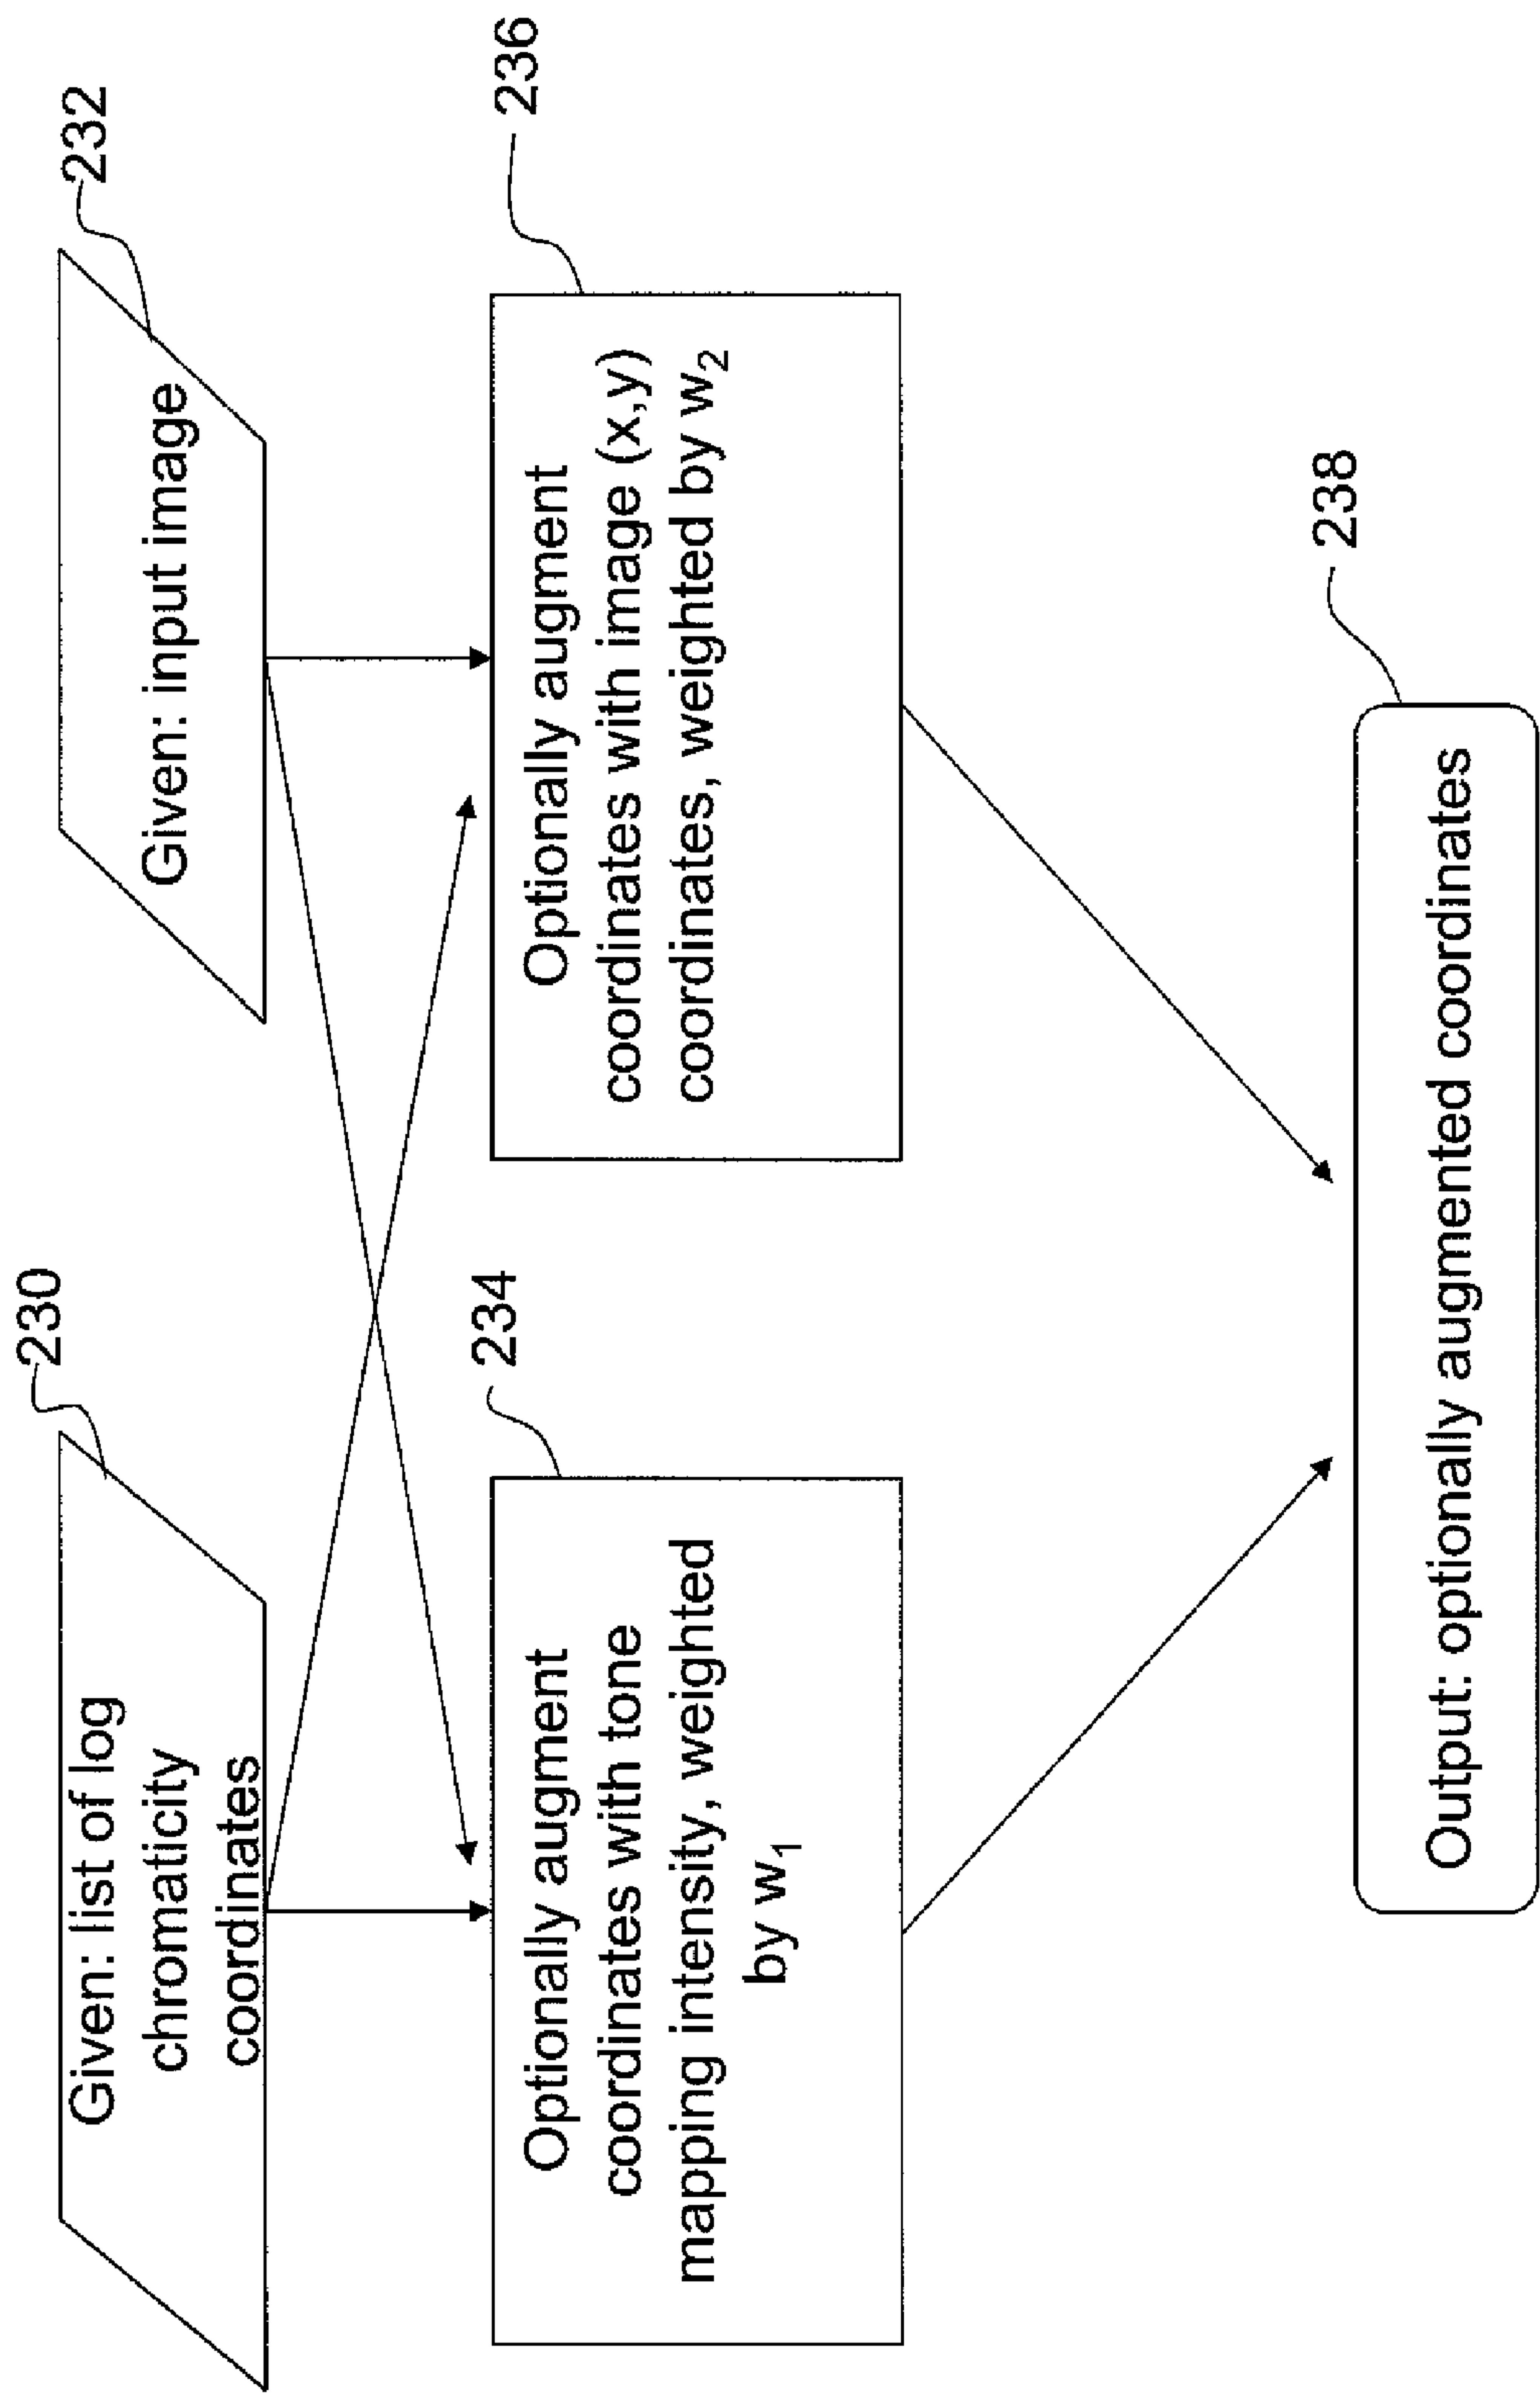 230
Given: list of log
chromaticity
coordinates
232
Given: input image
234
Optionally augment
coordinates with tone
mapping intensity, weighted
by w₁
236
Optionally augment
coordinates with image (x,y)
coordinates, weighted by w₂
238
Output: optionally augmented coordinates